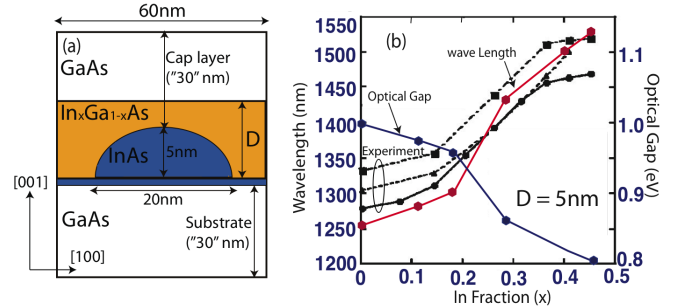 60nm
(a)
GaAs
Cap layer
("30" nm)
InxGa1-xAs
D
InAs
5nm
20nm
[001]
GaAs
Substrate
("30" nm)
[100]
(b)
Wavelength (nm)
1550
1500
1450
1400
1350
1300
1250
1200
wave Length
Optical Gap
Experiment
D = 5nm
0
0.1
0.2
0.3
0.4
0.5
In Fraction (x)
1.1
1.0
0.9
0.8
Optical Gap (eV)